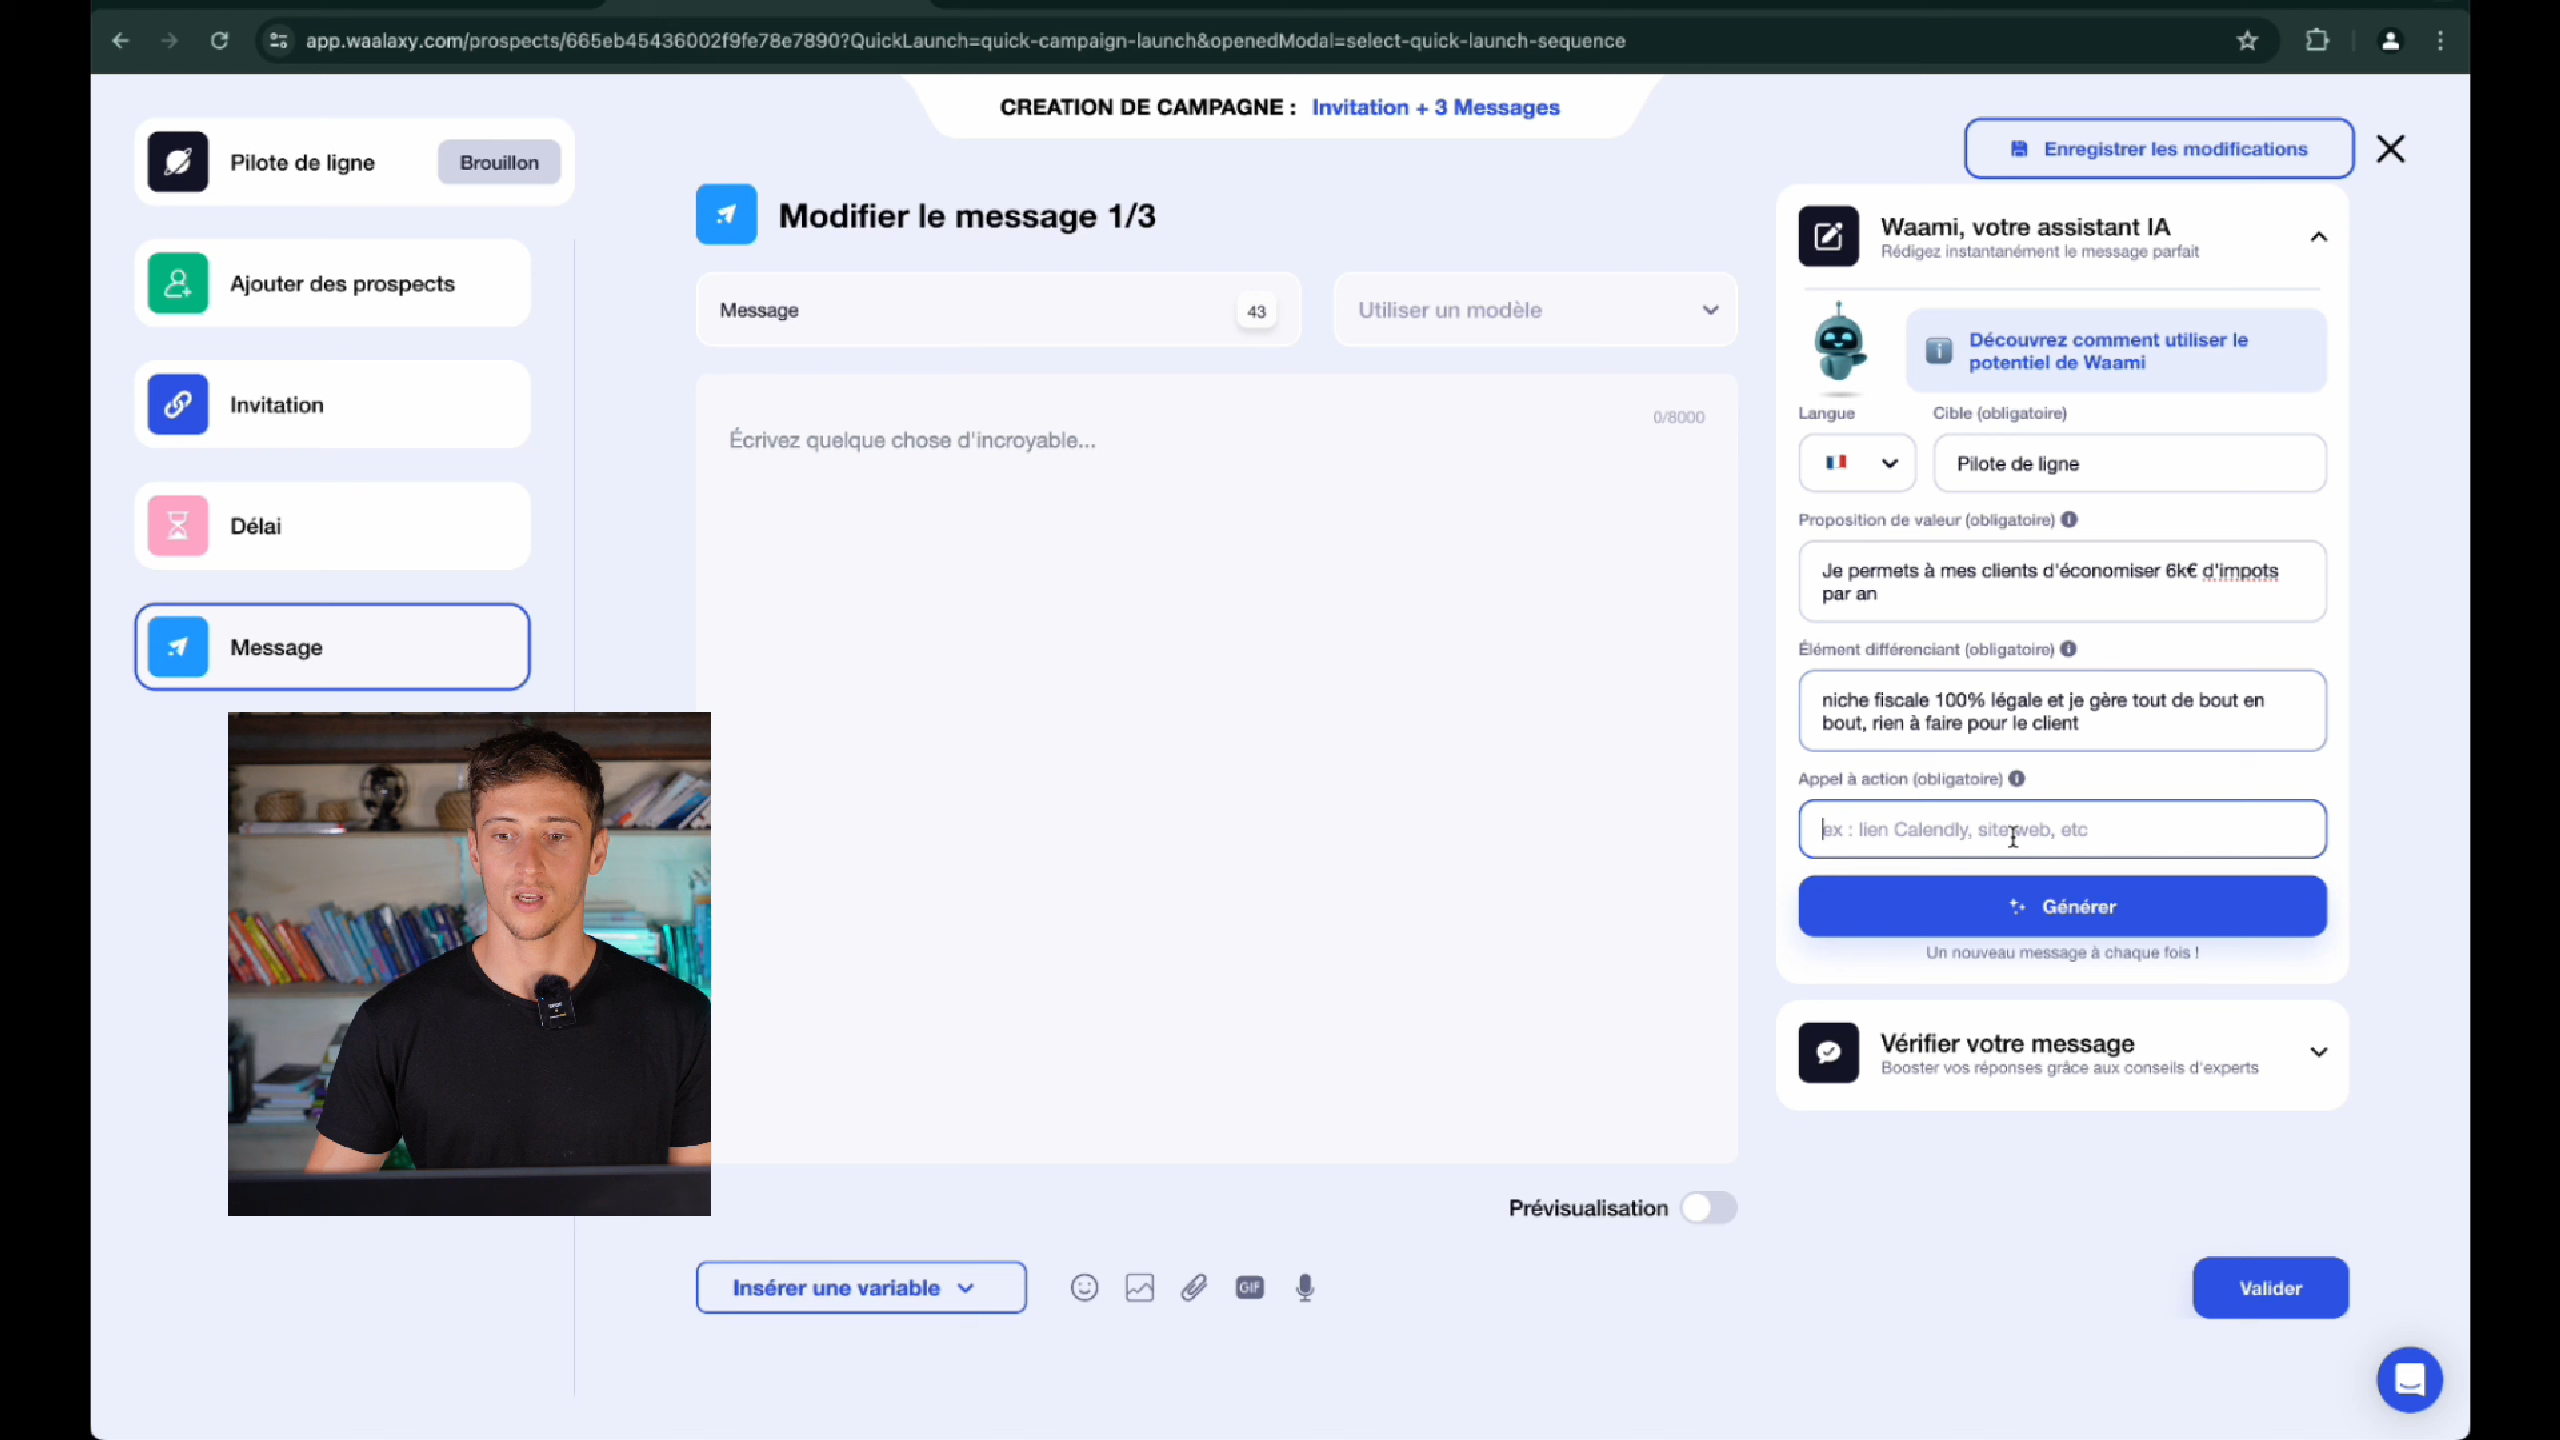 app.waalaxy.com/prospects/665eb45436002f9fe78e7890?QuickLaunch=quick-campaign-launch&openedModal=select-quick-launch-sequence
CREATION DE CAMPAGNE : Invitation + 3 Messages
Enregistrer les modifications
Pilote de ligne
Brouillon
Ajouter des prospects
Invitation
Délai
Message
Modifier le message 1/3
Message
43
Utiliser un modèle
0/8000
Écrivez quelque chose d'incroyable...
Prévisualisation
Insérer une variable
GIF
Waami, votre assistant IA
Rédigez instantanément le message parfait
Découvrez comment utiliser le
potentiel de Waami
Langue
Cible (obligatoire)
Pilote de ligne
Proposition de valeur (obligatoire)
Je permets à mes clients d'économiser 6k€ d'impots
par an
Élément différenciant (obligatoire)
niche fiscale 100% légale et je gère tout de bout en
bout, rien à faire pour le client
Appel à action (obligatoire)
ex : lien Calendly, site web, etc
Générer
Un nouveau message à chaque fois !
Vérifier votre message
Booster vos réponses grâce aux conseils d'experts
Valider